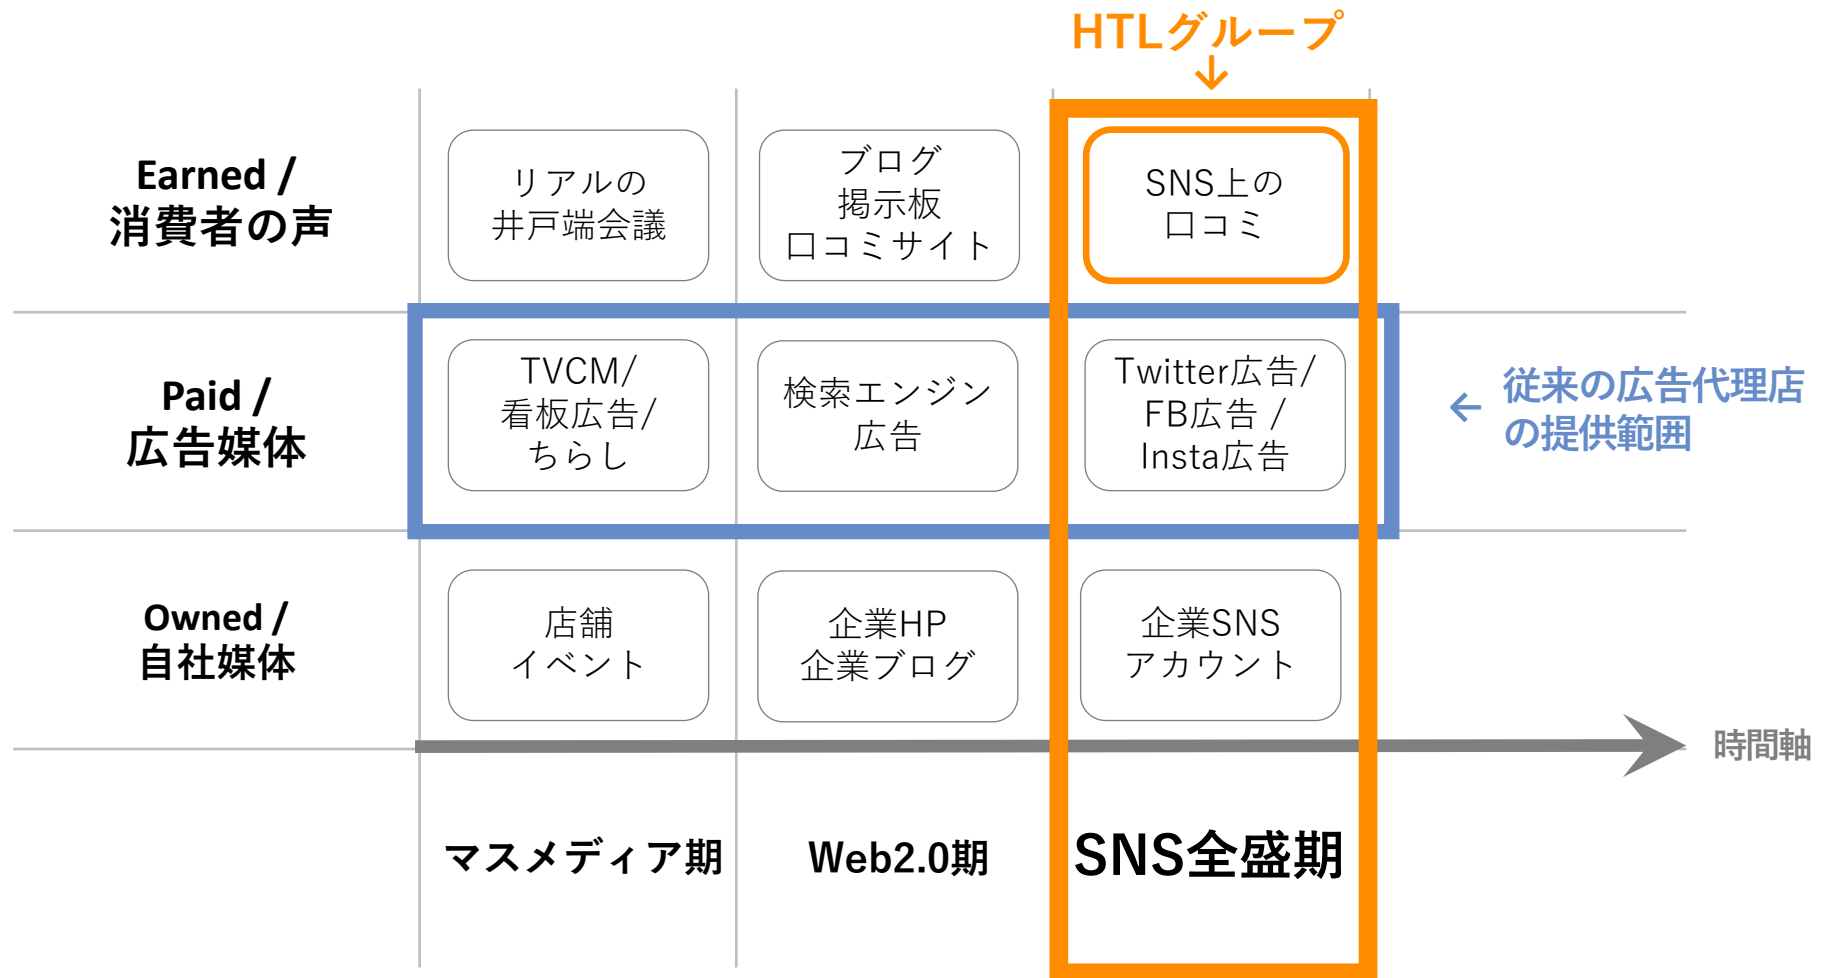 HTLグループ
↓
Earned /
消費者の声
リアルの
井戸端会議
ブログ
掲示板
口コミサイト
SNS上の
口コミ
Paid /
広告媒体
TVCM/
看板広告/
ちらし
検索エンジン
広告
Twitter広告/
FB広告 /
Insta広告
← 従来の広告代理店
の提供範囲
Owned /
自社媒体
店舗
イベント
企業HP
企業ブログ
企業SNS
アカウント
時間軸
マスメディア期
Web2.0期
SNS全盛期